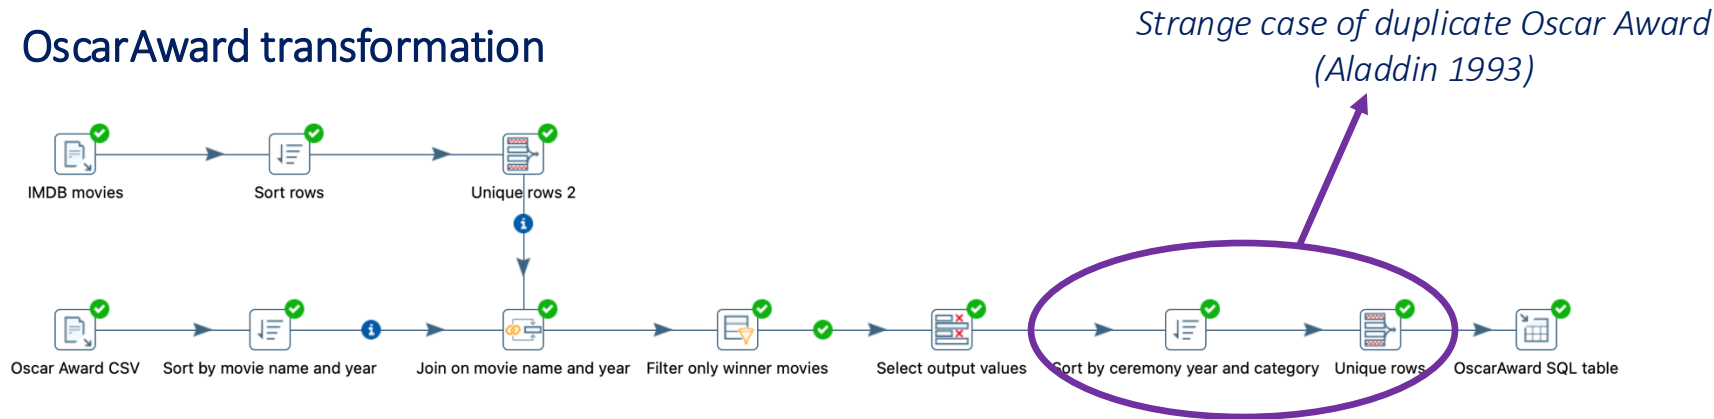 OscarAward transformation
Strange case of duplicate Oscar Award
(Aladdin 1993)
IMDB movies
Sort rows
Unique rows 2
Oscar Award CSV
Sort by movie name and year
Join on movie name and year
Filter only winner movies
Select output values
Sort by ceremony year and category
Unique rows
OscarAward SQL table